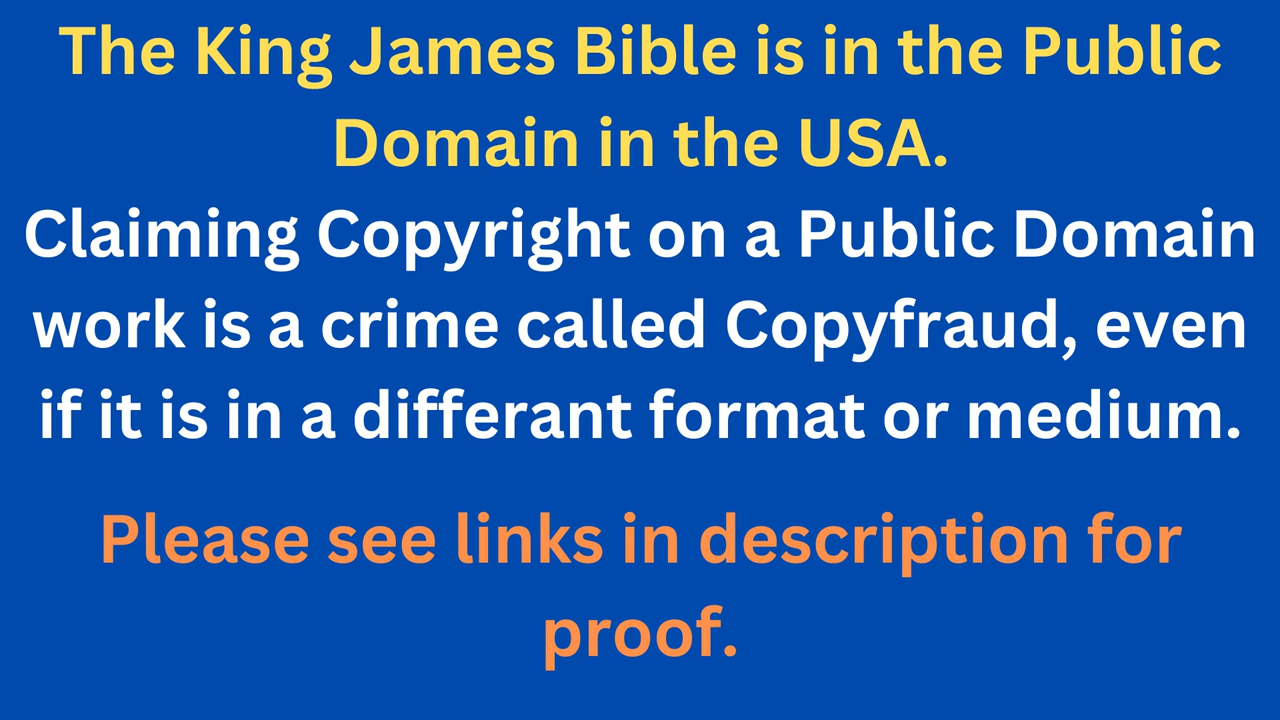 The King James Bible is in the Public
Domain in the USA.
Claiming Copyright on a Public Domain
work is a crime called Copyfraud, even
if it is in a differant format or medium.
Please see links in description for
proof.